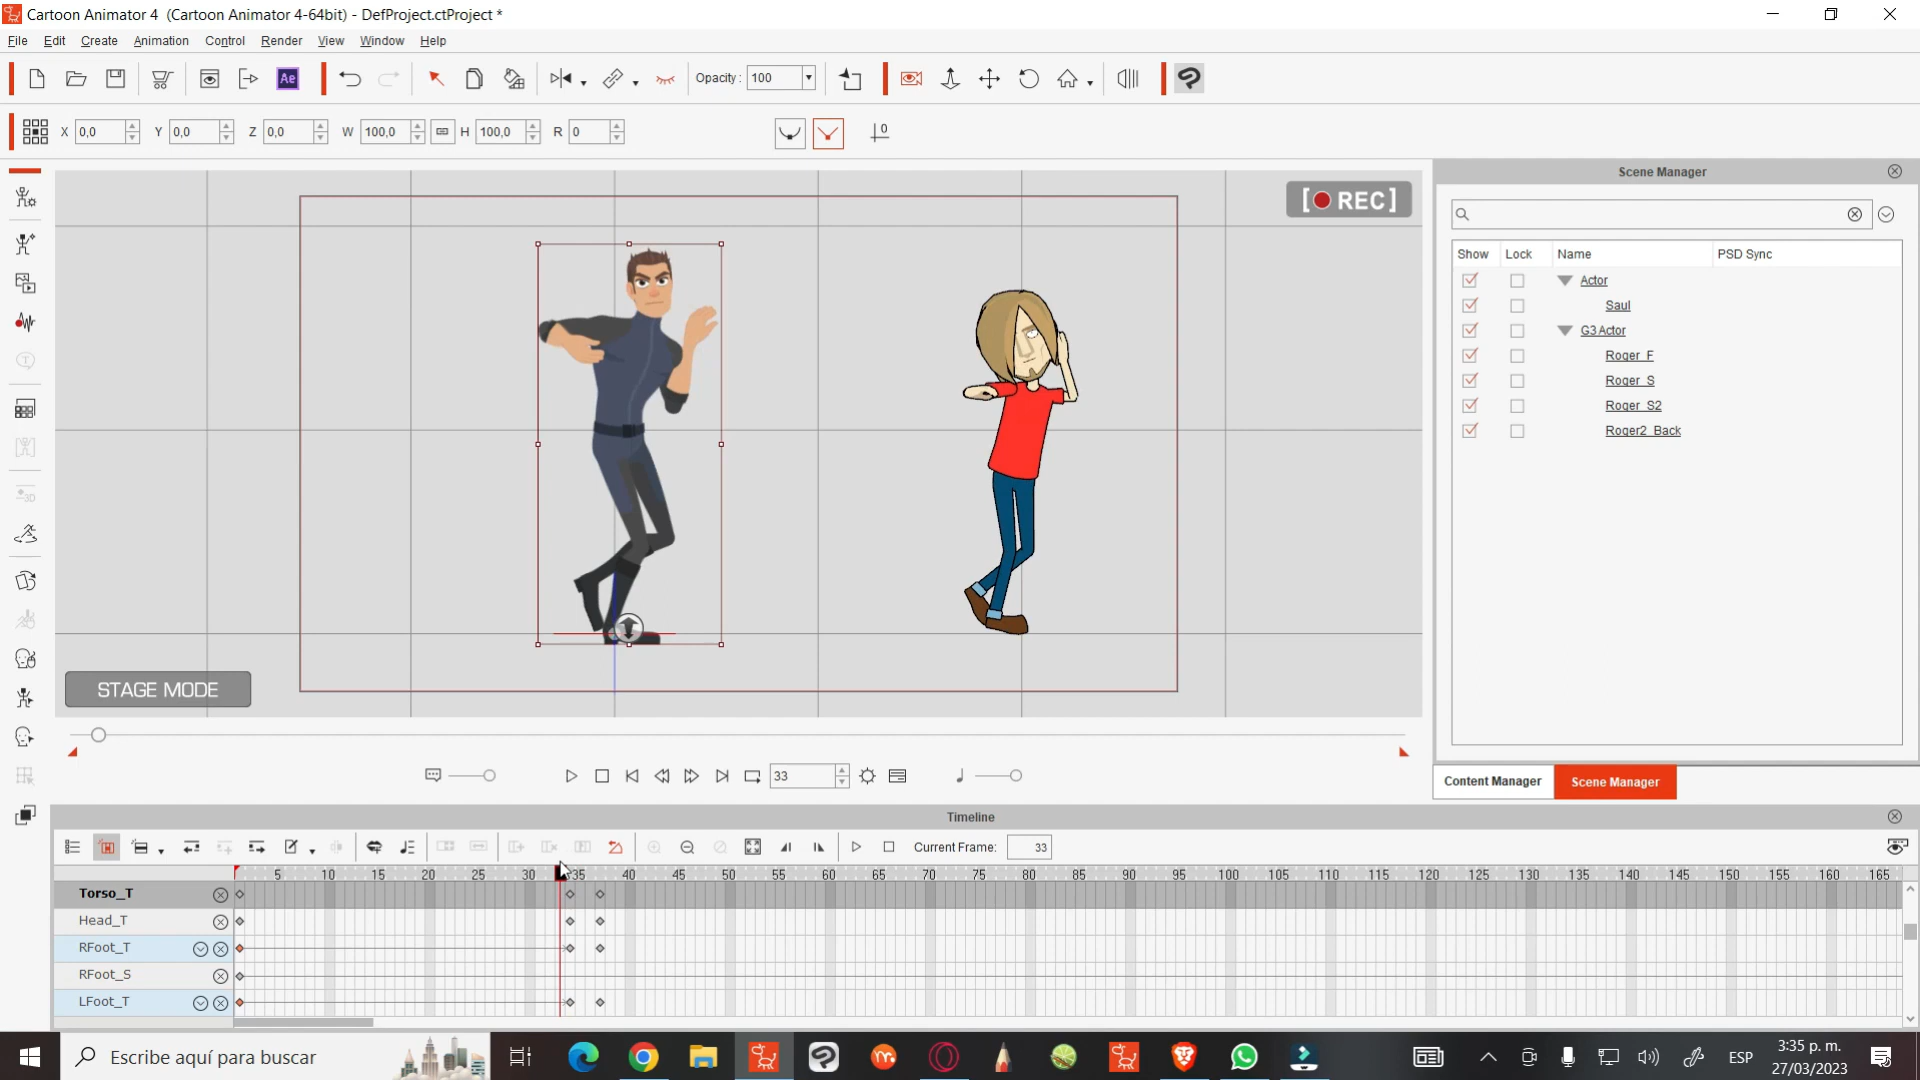 Cartoon Animator 4 (Cartoon Animator 4-64bit) - DefProject.ctProject *
File Edit Create Animation Control Render View Window Help
Ae Opacity : 100
X 0,0 Y 0,0 Z 0,0 W 100,0 H 100,0 R 0 0
Scene Manager
[ REC ]
Show Lock Name PSD Sync
Actor
Saul
G3 Actor
Roger_F
Roger_S
Roger_S2
Roger2_Back
STAGE MODE
33
Content Manager Scene Manager
Timeline
Current Frame: 33
5 10 15 20 25 30 35 40 45 50 55 60 65 70 75 80 85 90 95 100 105 110 115 120 125 130 135 140 145 150 155 160 165
Torso_T
Head_T
RFoot_T
RFoot_S
LFoot_T
Escribe aquí para buscar
ESP
3:35 p. m.
27/03/2023